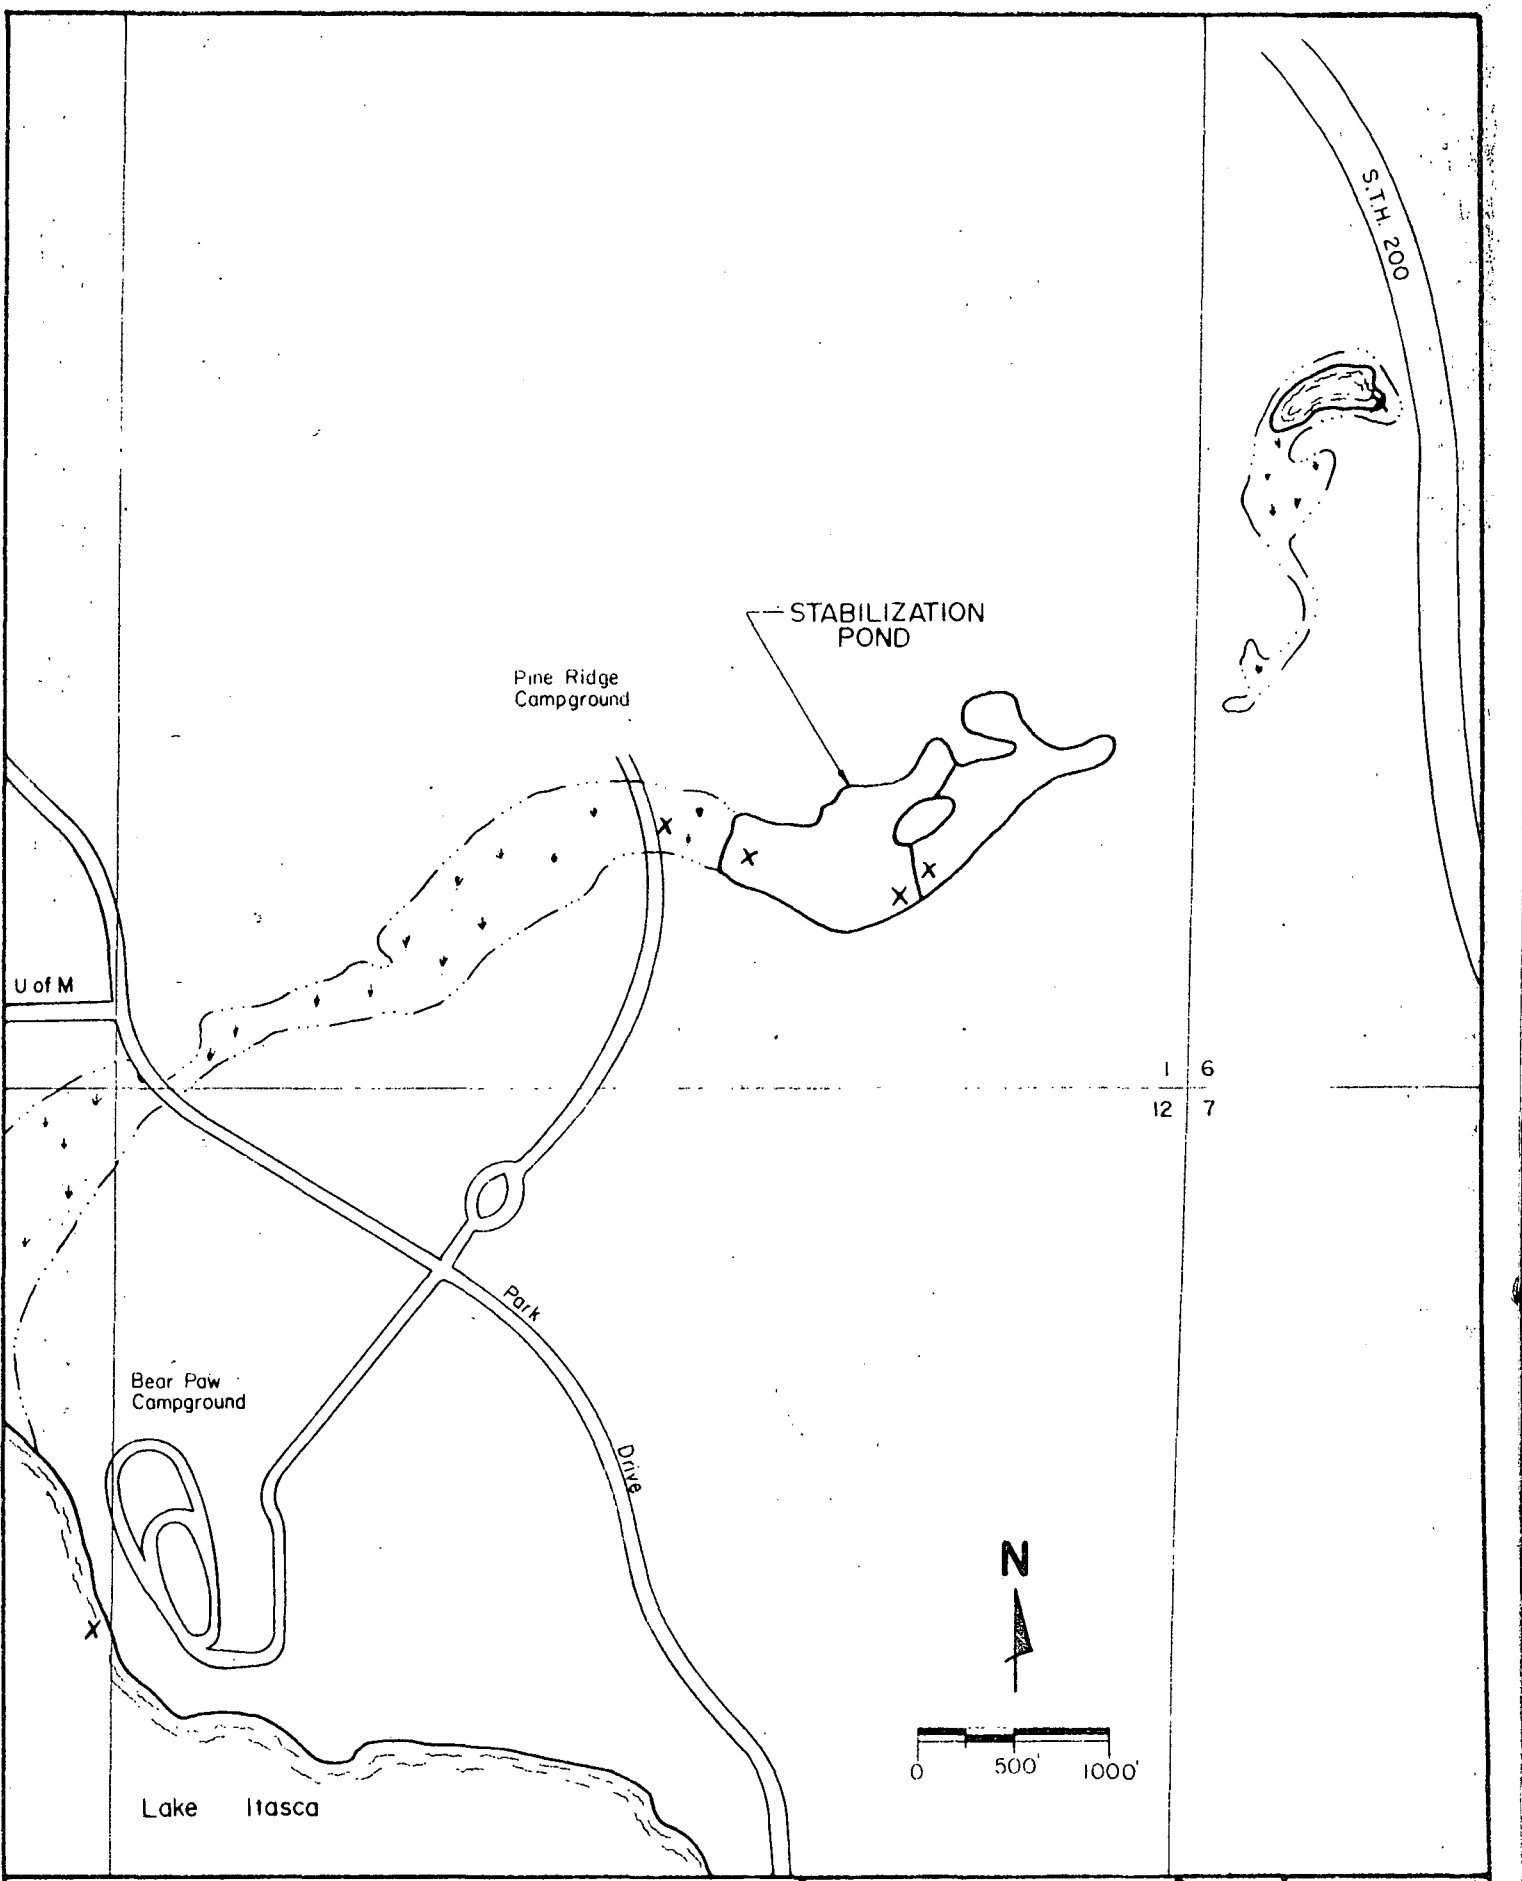 S.T.H. 200
STABILIZATION
POND
Pine Ridge
Campground
U of M
1 6
12 7
Park
Drive
Bear Paw
Campground
N
0 500' 1000'
Lake Itasca